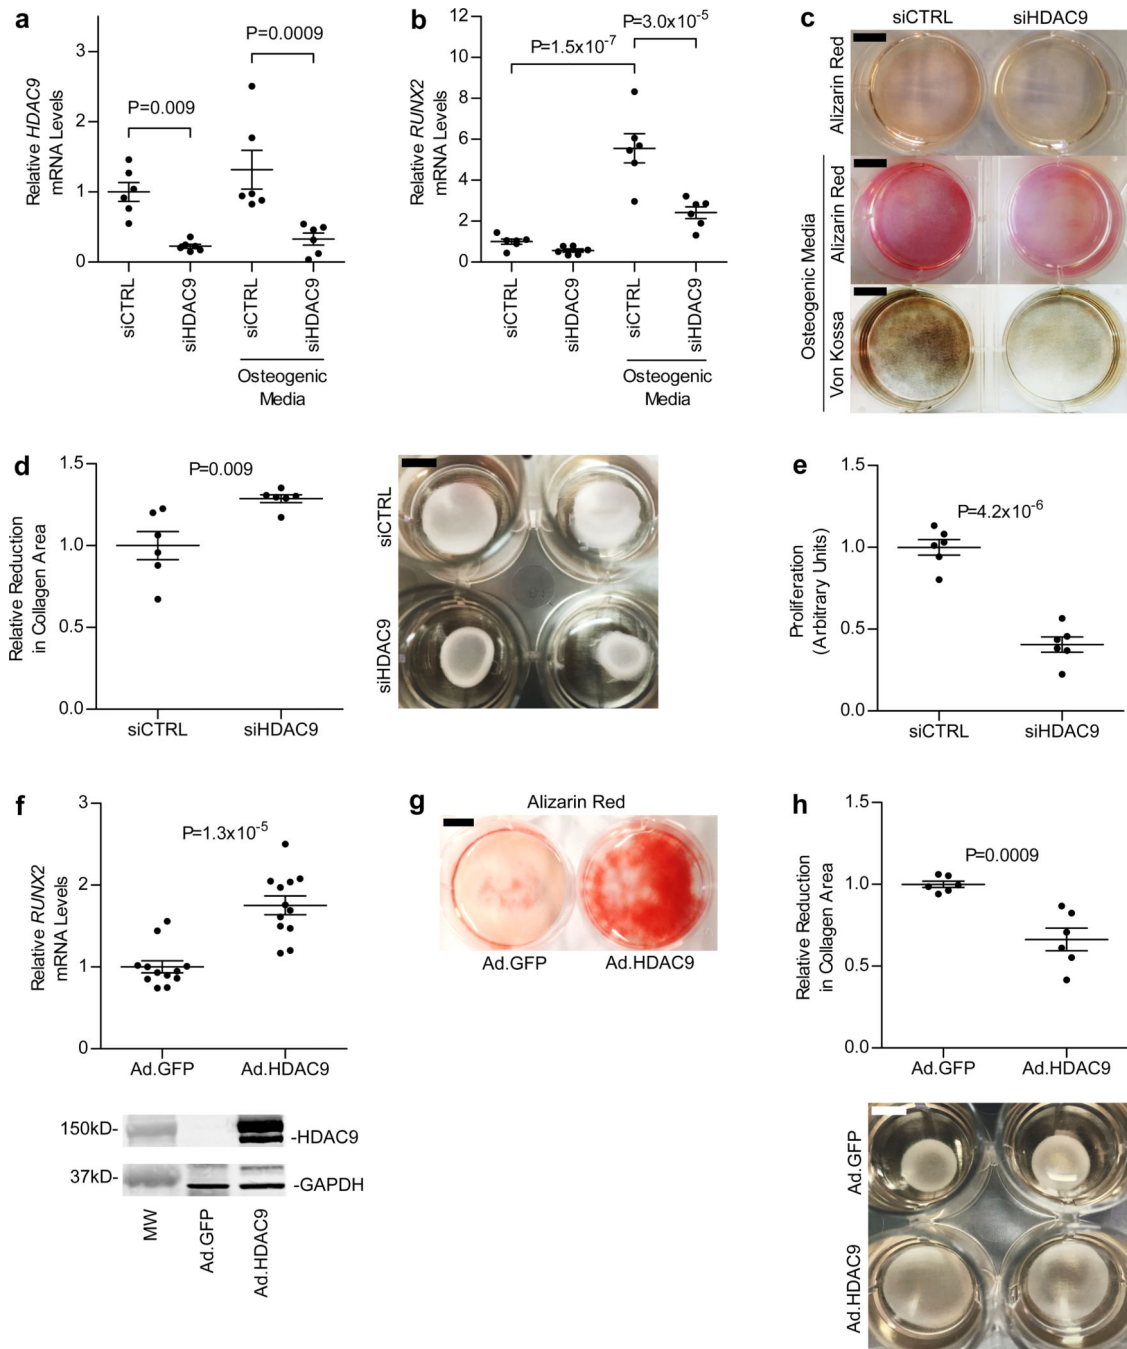 a
Relative HDAC9
mRNA Levels
3
2
1
0
P=0.009
P=0.0009
siCTRL
siHDAC9
siCTRL
siHDAC9
Osteogenic
Media
b
Relative RUNX2
mRNA Levels
12
10
8
6
4
2
0
P=1.5x10-7
P=3.0x10-5
siCTRL
siHDAC9
siCTRL
siHDAC9
Osteogenic
Media
c
siCTRL
siHDAC9
Alizarin Red
Osteogenic Media
Alizarin Red
Von Kossa
d
Relative Reduction
in Collagen Area
1.5
1.0
0.5
0.0
P=0.009
siCTRL
siHDAC9
siCTRL
siHDAC9
e
Proliferation
(Arbitrary Units)
1.5
1.0
0.5
0.0
P=4.2x10-6
siCTRL
siHDAC9
f
Relative RUNX2
mRNA Levels
3
2
1
0
P=1.3x10-5
Ad.GFP
Ad.HDAC9
150kD-
-HDAC9
37kD-
-GAPDH
MW
Ad.GFP
Ad.HDAC9
g
Alizarin Red
Ad.GFP
Ad.HDAC9
h
Relative Reduction
in Collagen Area
1.5
1.0
0.5
0.0
P=0.0009
Ad.GFP
Ad.HDAC9
Ad.GFP
Ad.HDAC9